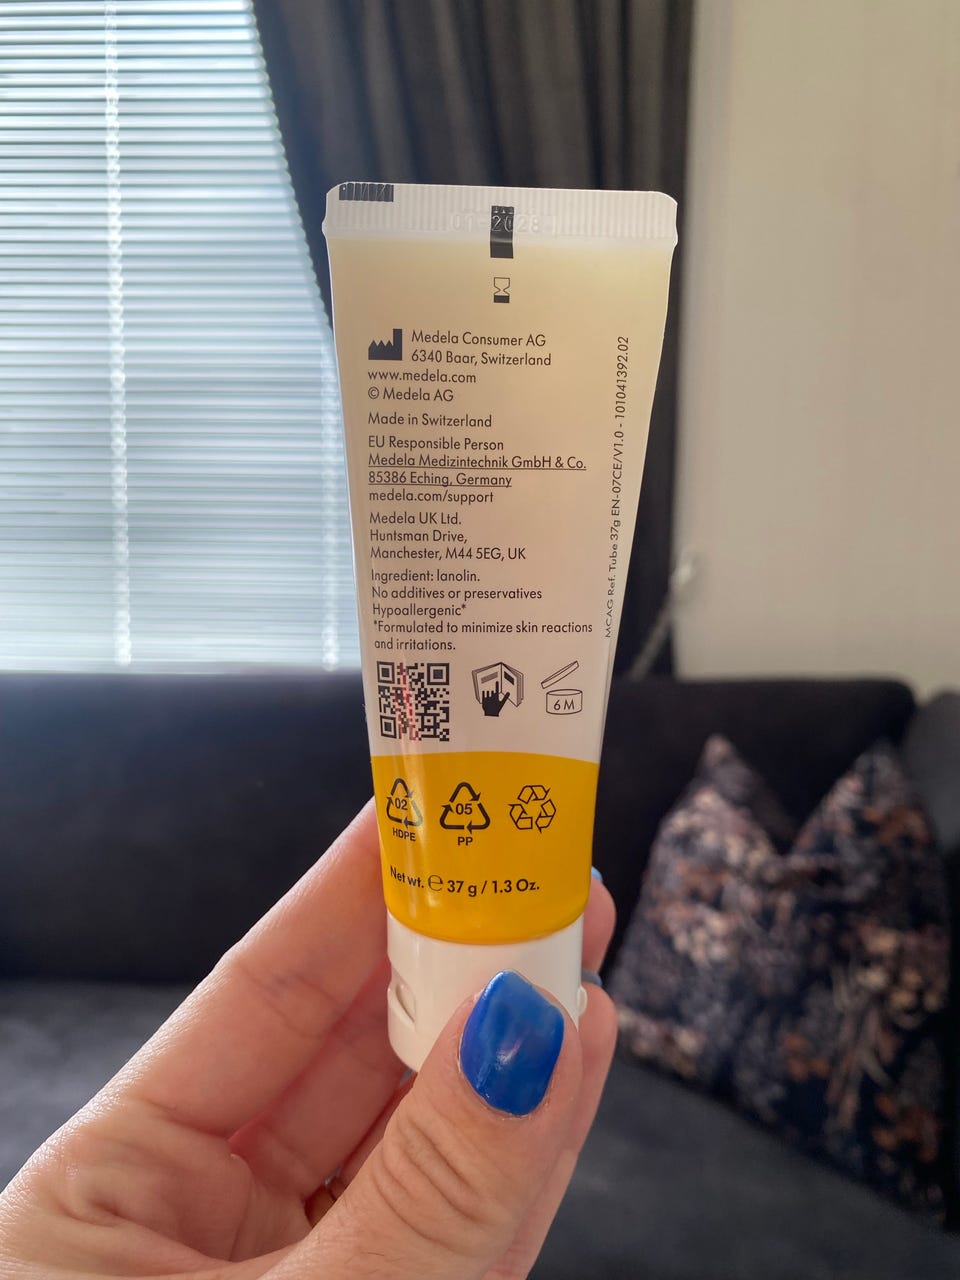 01-2028
Medela Consumer AG
6340 Baar, Switzerland
www.medela.com
© Medela AG
Made in Switzerland
EU Responsible Person
Medela Medizintechnik GmbH & Co.
85386 Eching, Germany
medela.com/support
Medela UK Ltd.
Huntsman Drive,
Manchester, M44 5EG, UK
Ingredient: lanolin.
No additives or preservatives
Hypoallergenic*
*Formulated to minimize skin reactions
and irritations.
MCAG Ref. Tube 37g EN-07CE/V1.0 - 101041392.02
6 M
02
HDPE
05
PP
Net wt. ℮ 37 g / 1.3 Oz.